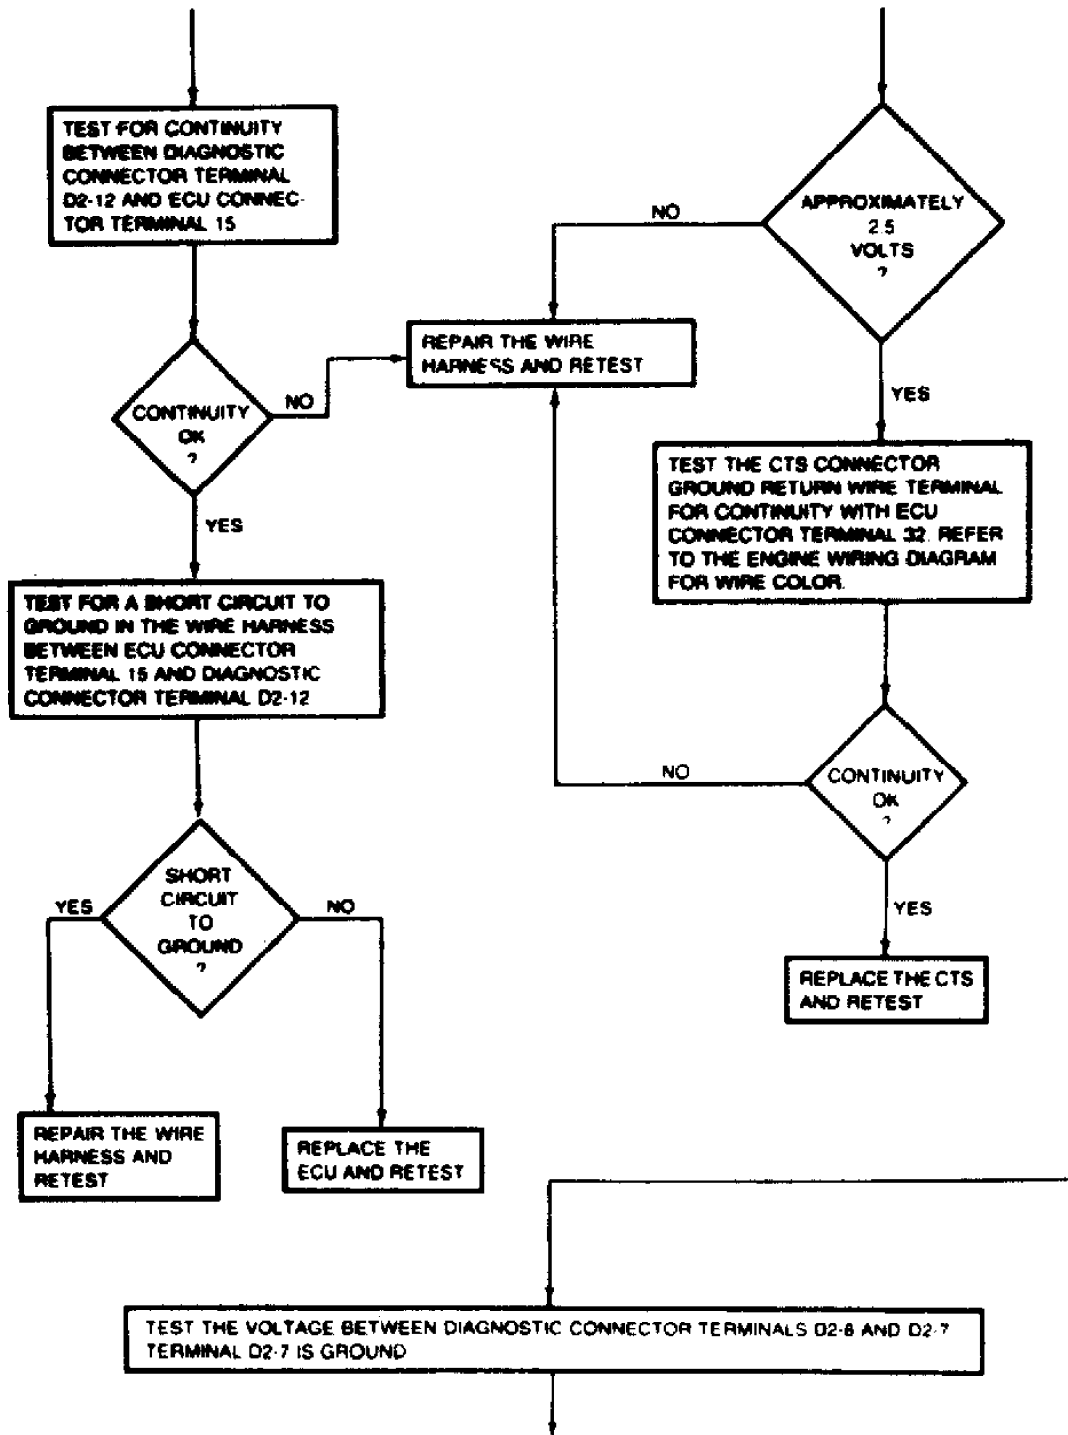 TEST FOR CONTINUITY
BETWEEN DIAGNOSTIC
CONNECTOR TERMINAL
D2-12 AND ECU CONNEC-
TOR TERMINAL 15
CONTINUITY
OK
?
NO
YES
TEST FOR A SHORT CIRCUIT TO
GROUND IN THE WIRE HARNESS
BETWEEN ECU CONNECTOR
TERMINAL 15 AND DIAGNOSTIC
CONNECTOR TERMINAL D2-12
SHORT
CIRCUIT
TO
GROUND
?
YES
NO
REPAIR THE WIRE
HARNESS AND
RETEST
REPLACE THE
ECU AND RETEST
APPROXIMATELY
2.5
VOLTS
?
NO
REPAIR THE WIRE
HARNESS AND RETEST
YES
TEST THE CTS CONNECTOR
GROUND RETURN WIRE TERMINAL
FOR CONTINUITY WITH ECU
CONNECTOR TERMINAL 32. REFER
TO THE ENGINE WIRING DIAGRAM
FOR WIRE COLOR.
CONTINUITY
OK
?
NO
YES
REPLACE THE CTS
AND RETEST
TEST THE VOLTAGE BETWEEN DIAGNOSTIC CONNECTOR TERMINALS D2-8 AND D2-7
TERMINAL D2-7 IS GROUND